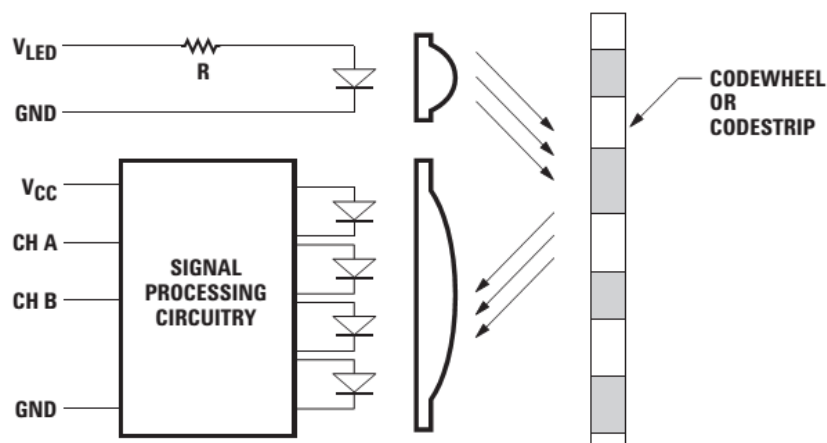 VLED
R
GND
CODEWHEEL
OR
CODESTRIP
VCC
CH A
CH B
GND
SIGNAL
PROCESSING
CIRCUITRY